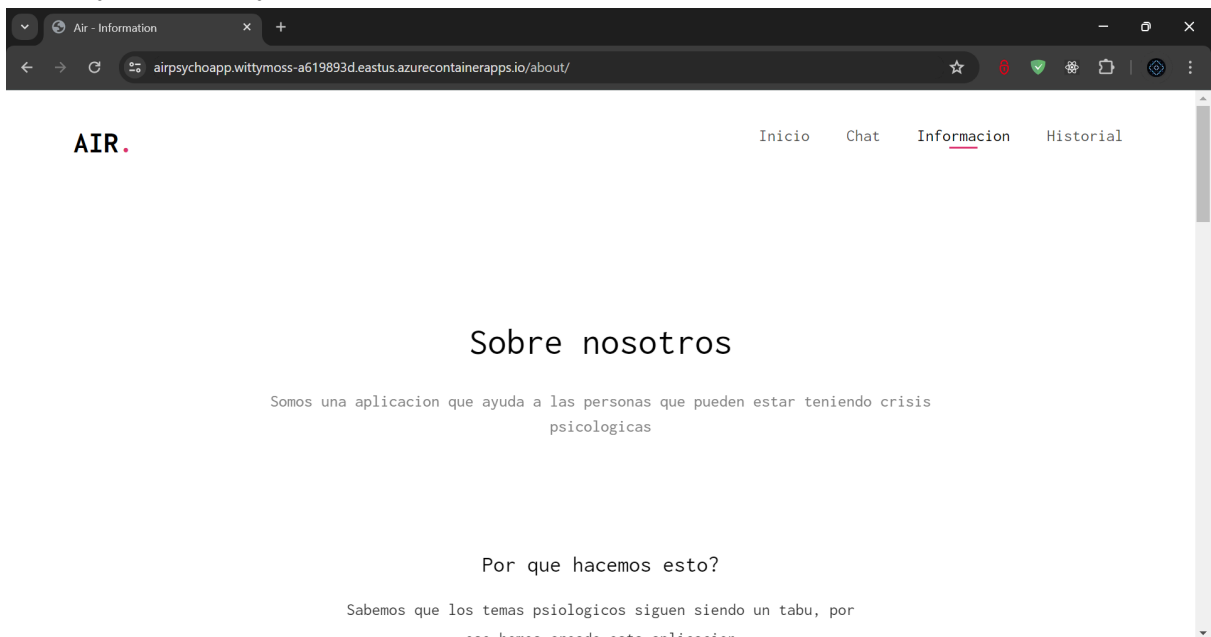 Air - Information
airpsychoapp.wittymoss-a619893d.eastus.azurecontainerapps.io/about/
AIR.
Inicio Chat Informacion Historial
Sobre nosotros
Somos una aplicacion que ayuda a las personas que pueden estar teniendo crisis
psicologicas
Por que hacemos esto?
Sabemos que los temas psiologicos siguen siendo un tabu, por